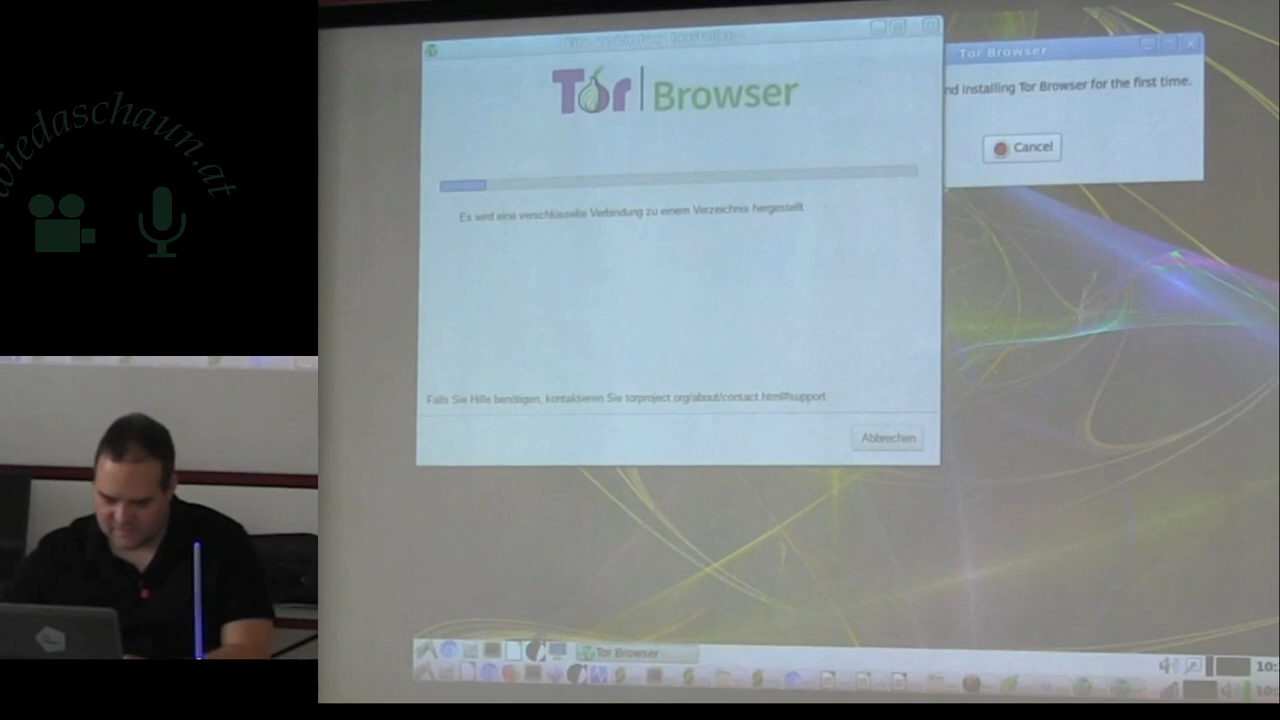 wiedaschaun.at
Tor Browser
Tor Browser
nd installing Tor Browser for the first time.
Cancel
Es wird eine verschlüsselte Verbindung zu einem Verzeichnis hergestellt
Falls Sie Hilfe benötigen, kontaktieren Sie torproject.org/about/contact.html#support
Abbrechen
Tor Browser
10:
10: